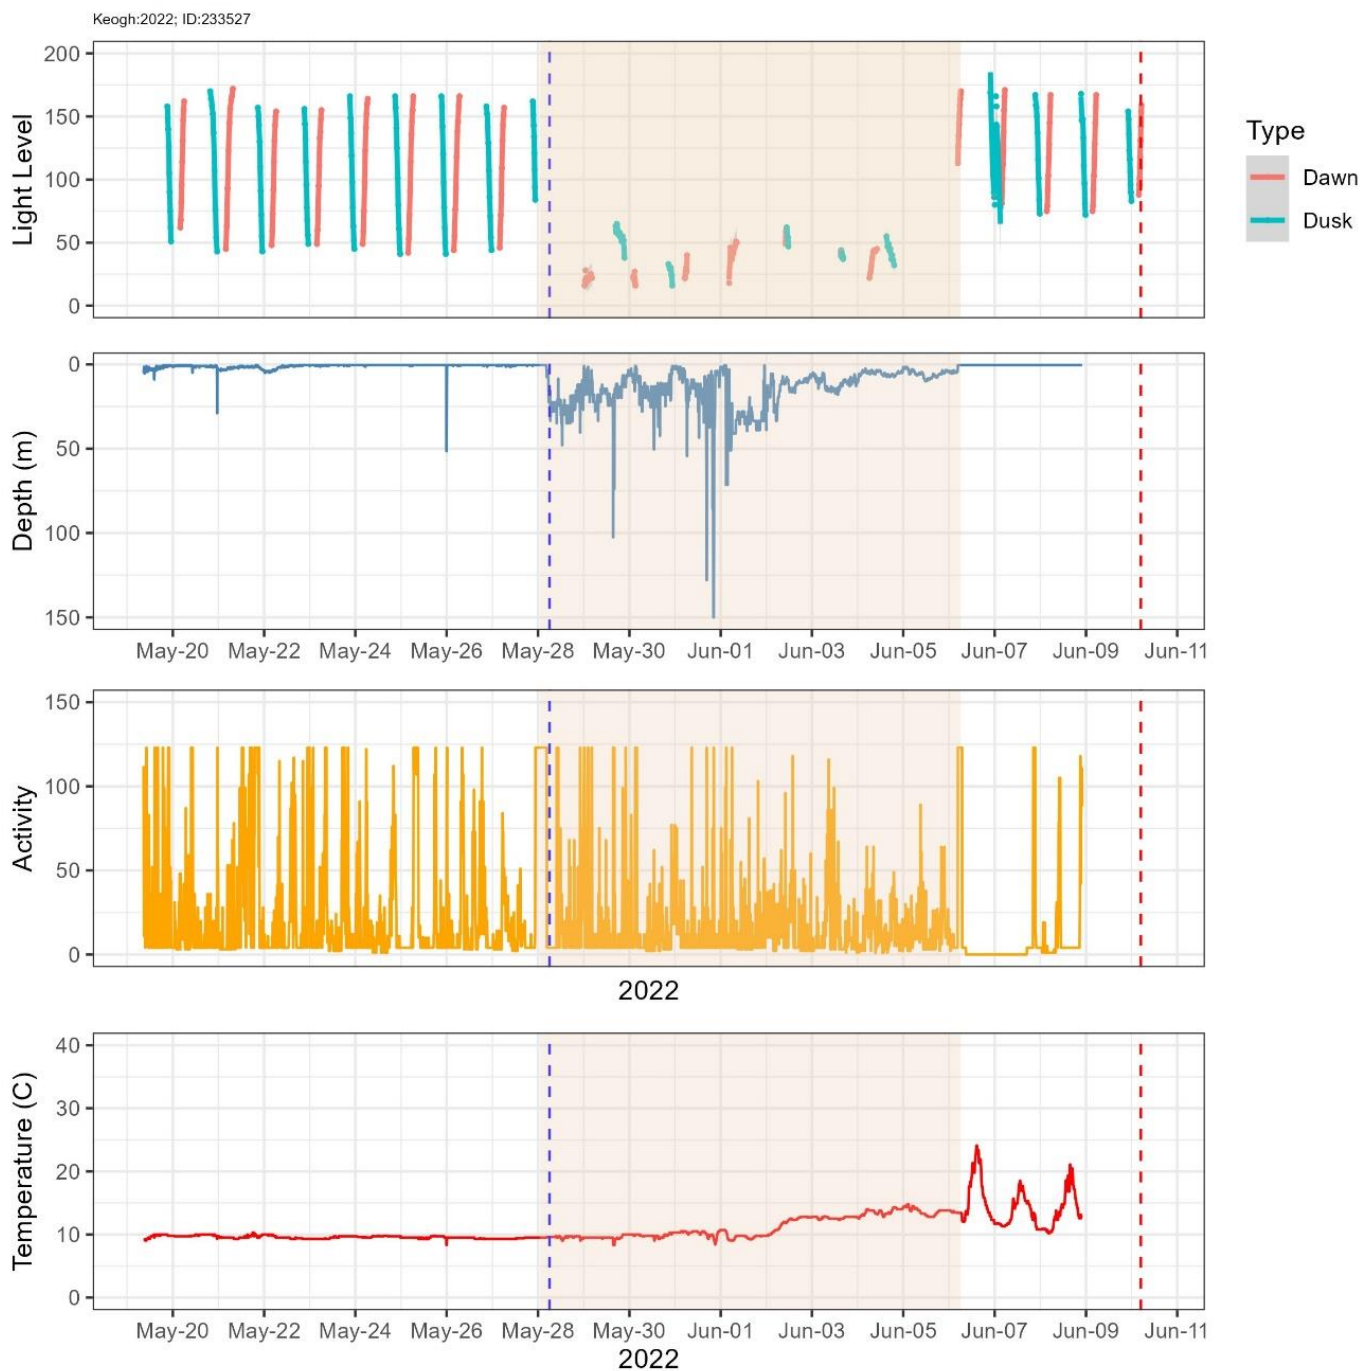 Keogh:2022; ID:233527
Light Level
200
150
100
50
0
Type
Dawn
Dusk
Depth (m)
0
50
100
150
May-20 May-22 May-24 May-26 May-28 May-30 Jun-01 Jun-03 Jun-05 Jun-07 Jun-09 Jun-11
Activity
150
100
50
0
2022
Temperature (C)
40
30
20
10
0
May-20 May-22 May-24 May-26 May-28 May-30 Jun-01 Jun-03 Jun-05 Jun-07 Jun-09 Jun-11
2022